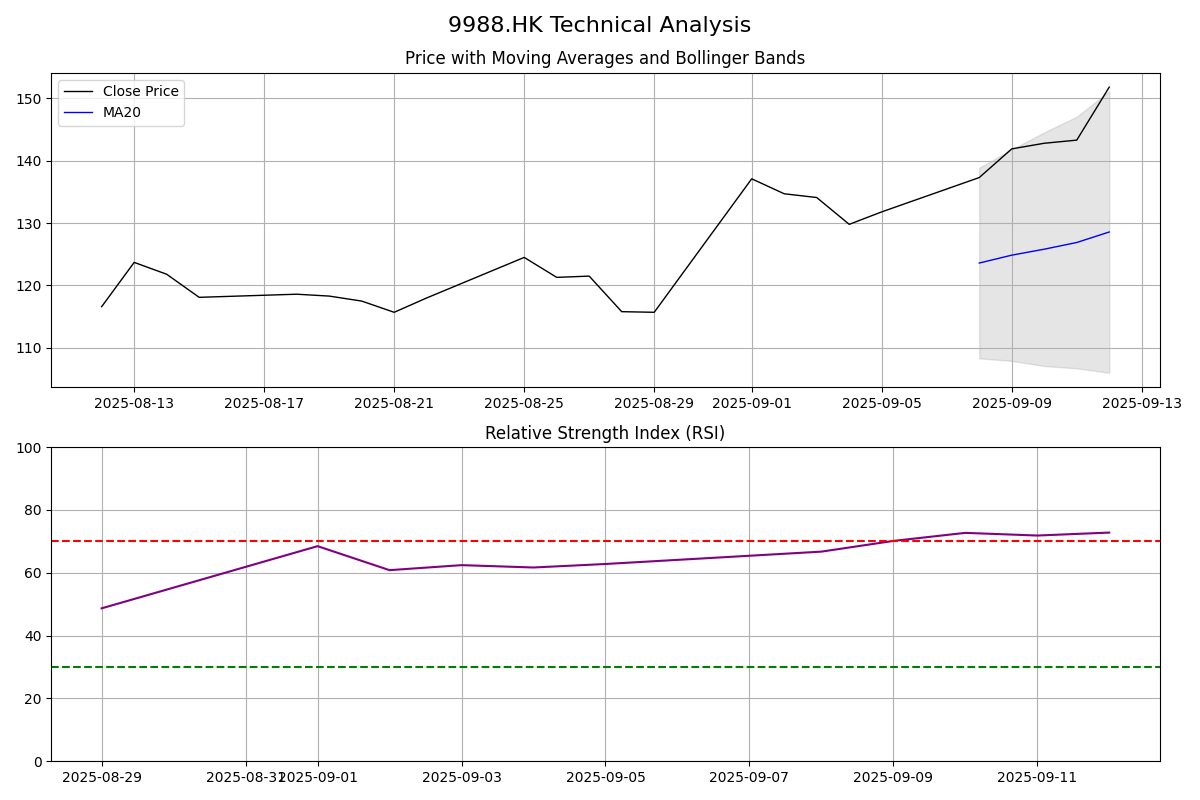 9988.HK Technical Analysis
Price with Moving Averages and Bollinger Bands
Close Price
MA20
150
140
130
120
110
2025-08-13 2025-08-17 2025-08-21 2025-08-25 2025-08-29 2025-09-01 2025-09-05 2025-09-09 2025-09-13
Relative Strength Index (RSI)
100
80
60
40
20
0
2025-08-29 2025-08-31 2025-09-01 2025-09-03 2025-09-05 2025-09-07 2025-09-09 2025-09-11